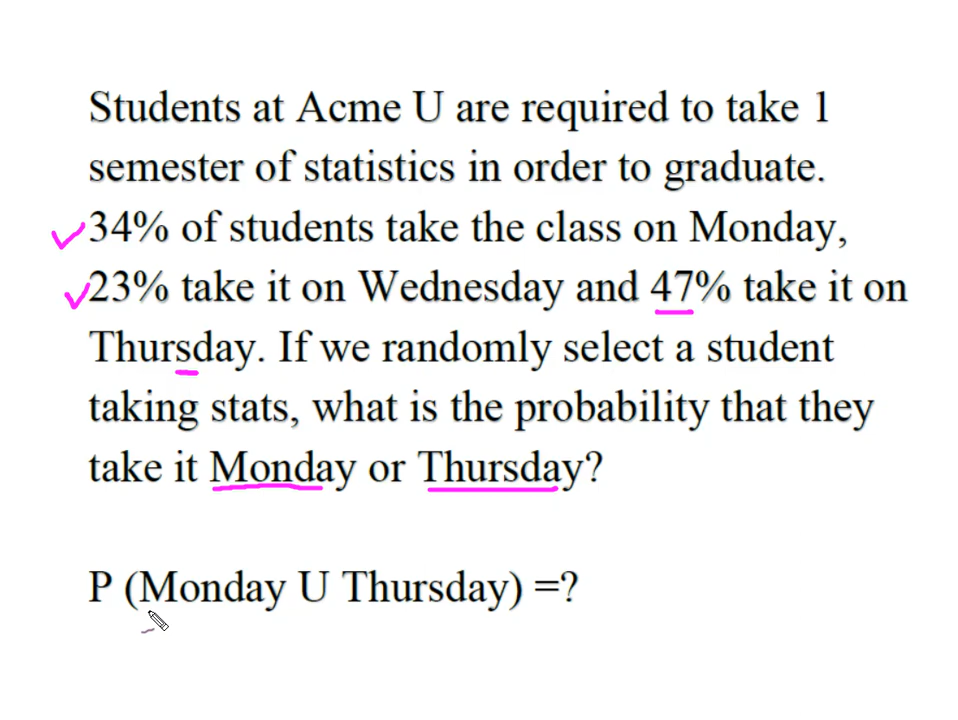 Students at Acme U are required to take 1
semester of statistics in order to graduate.
34% of students take the class on Monday,
23% take it on Wednesday and 47% take it on
Thursday. If we randomly select a student
taking stats, what is the probability that they
take it Monday or Thursday?
P (Monday U Thursday) =?